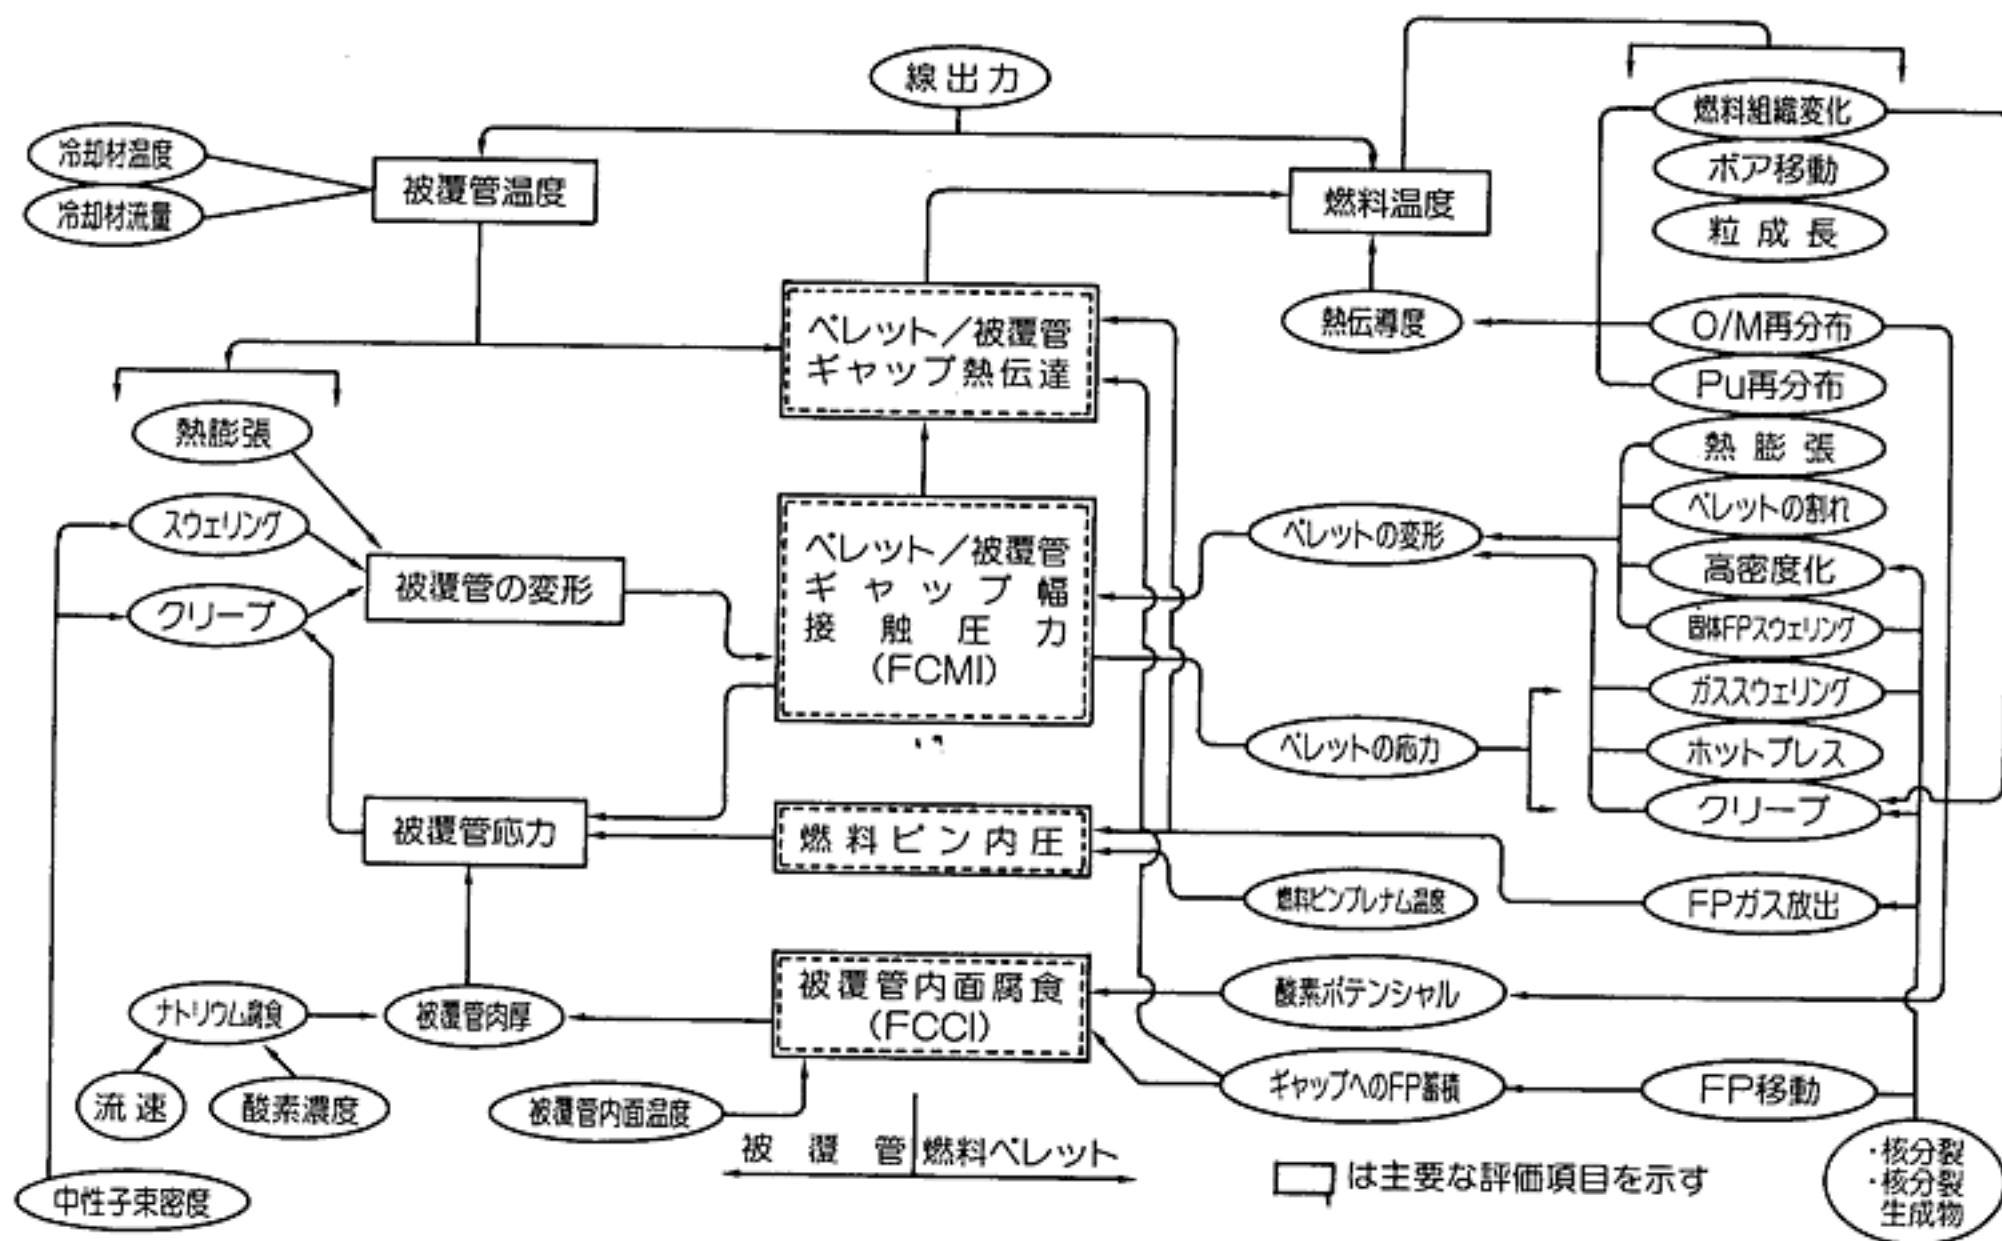 線出力
冷却材温度
冷却材流量
被覆管温度
燃料温度
燃料組織変化
ボア移動
粒成長
熱伝導度
O/M再分布
Pu再分布
ペレット／被覆管
ギャップ熱伝達
熱膨張
スウェリング
クリープ
被覆管の変形
ペレット／被覆管
ギャップ幅
接触圧力
(FCMI)
ペレットの変形
熱膨張
ペレットの割れ
高密度化
固体FPスウェリング
ガススウェリング
ホットプレス
クリープ
ペレットの応力
被覆管応力
燃料ピン内圧
燃料ピンプレナム温度
FPガス放出
ナトリウム腐食
被覆管肉厚
被覆管内面腐食
(FCCI)
酸素ポテンシャル
流速
酸素濃度
被覆管内面温度
ギャップへのFP蓄積
FP移動
被覆管
燃料ペレット
中性子束密度
は主要な評価項目を示す
・核分裂
・核分裂
生成物